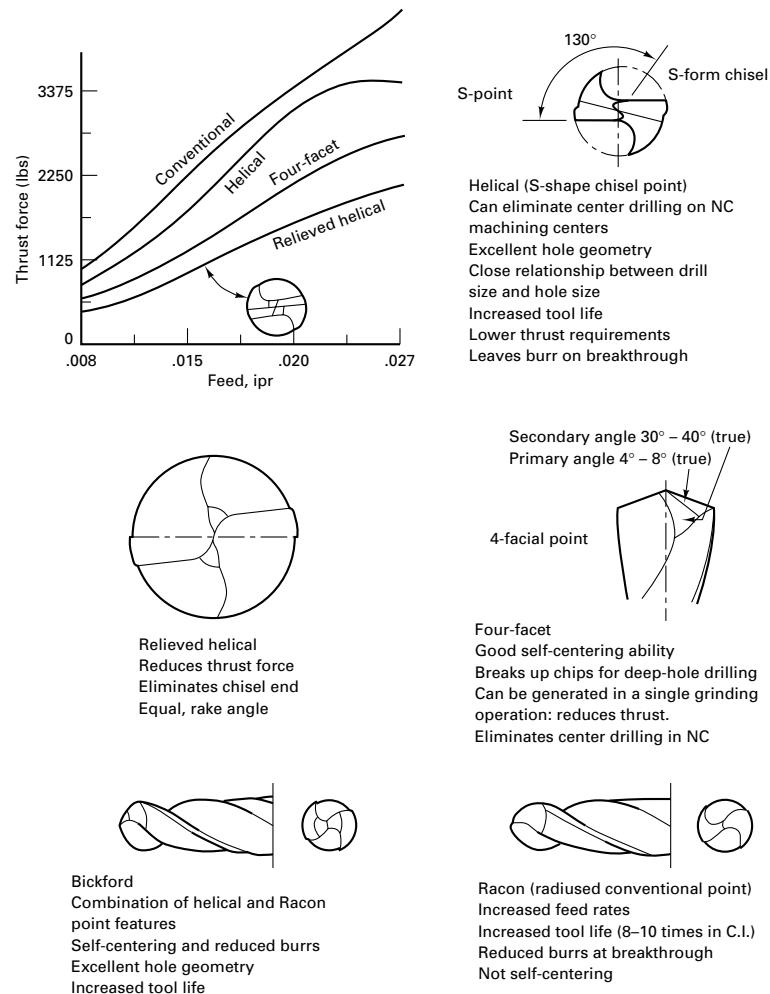 Thrust force (lbs)
3375
2250
1125
0
.008
.015
.020
.027
Feed, ipr
Conventional
Helical
Four-facet
Relieved helical
130°
S-point
S-form chisel
Helical (S-shape chisel point)
Can eliminate center drilling on NC
machining centers
Excellent hole geometry
Close relationship between drill
size and hole size
Increased tool life
Lower thrust requirements
Leaves burr on breakthrough
Relieved helical
Reduces thrust force
Eliminates chisel end
Equal, rake angle
Secondary angle 30° – 40° (true)
Primary angle 4° – 8° (true)
4-facial point
Four-facet
Good self-centering ability
Breaks up chips for deep-hole drilling
Can be generated in a single grinding
operation: reduces thrust.
Eliminates center drilling in NC
Bickford
Combination of helical and Racon
point features
Self-centering and reduced burrs
Excellent hole geometry
Increased tool life
Racon (radiused conventional point)
Increased feed rates
Increased tool life (8–10 times in C.I.)
Reduced burrs at breakthrough
Not self-centering